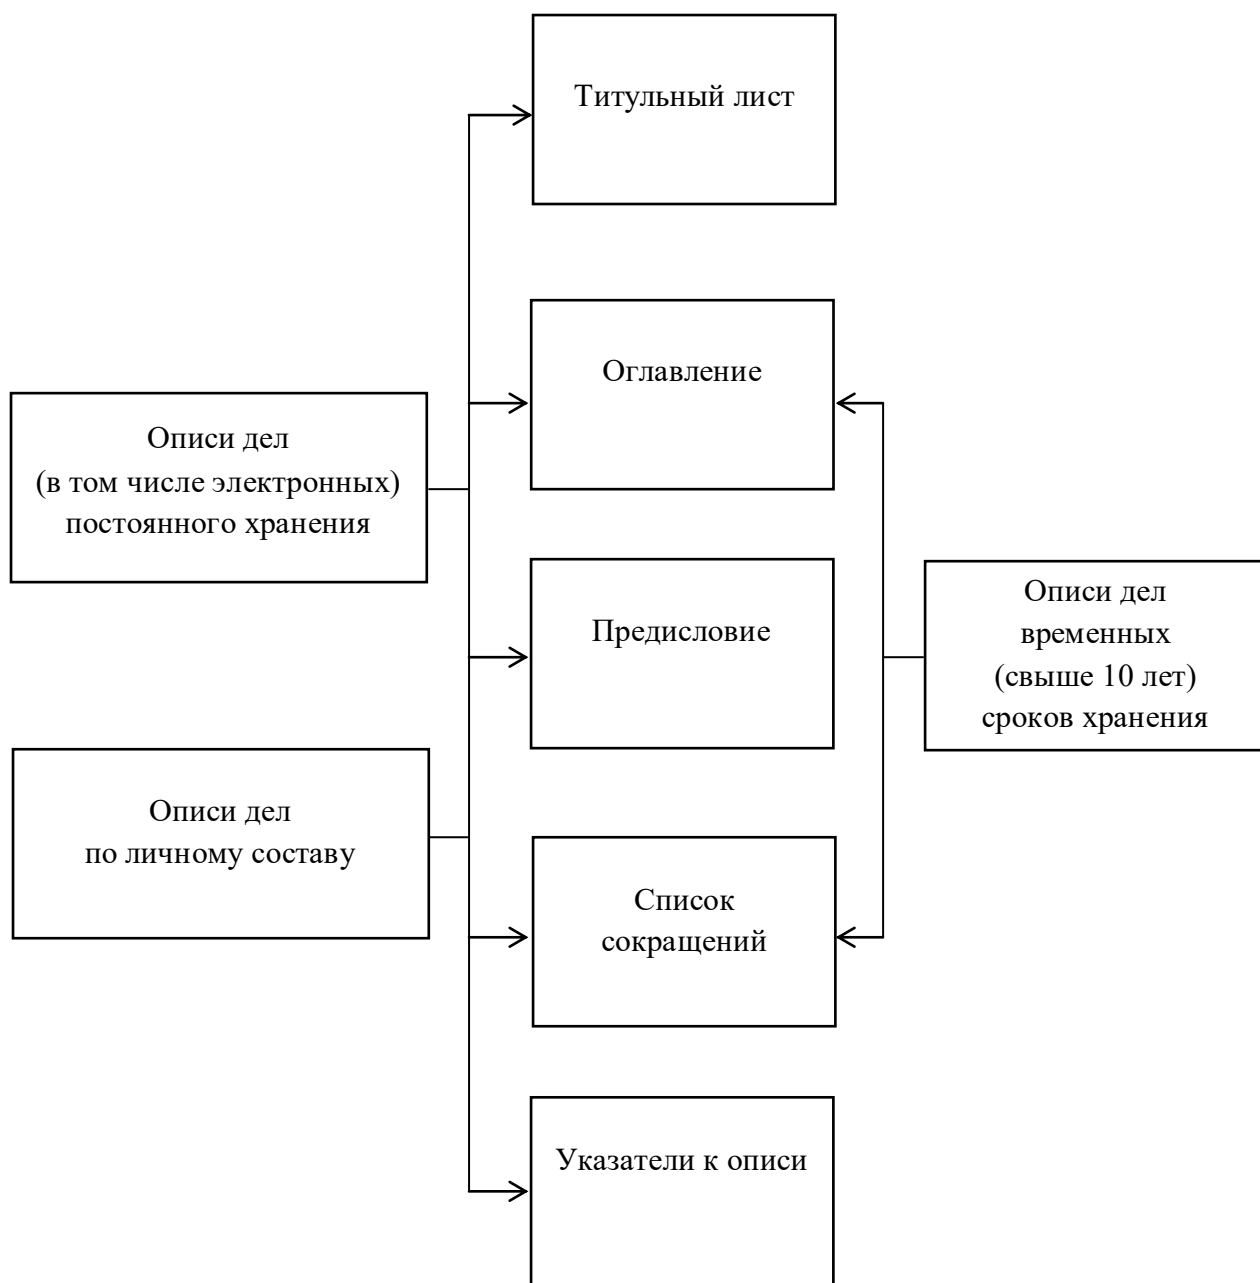 Титульный лист
Оглавление
Описи дел
(в том числе электронных)
постоянного хранения
Предисловие
Описи дел
временных
(свыше 10 лет)
сроков хранения
Описи дел
по личному составу
Список
сокращений
Указатели к описи